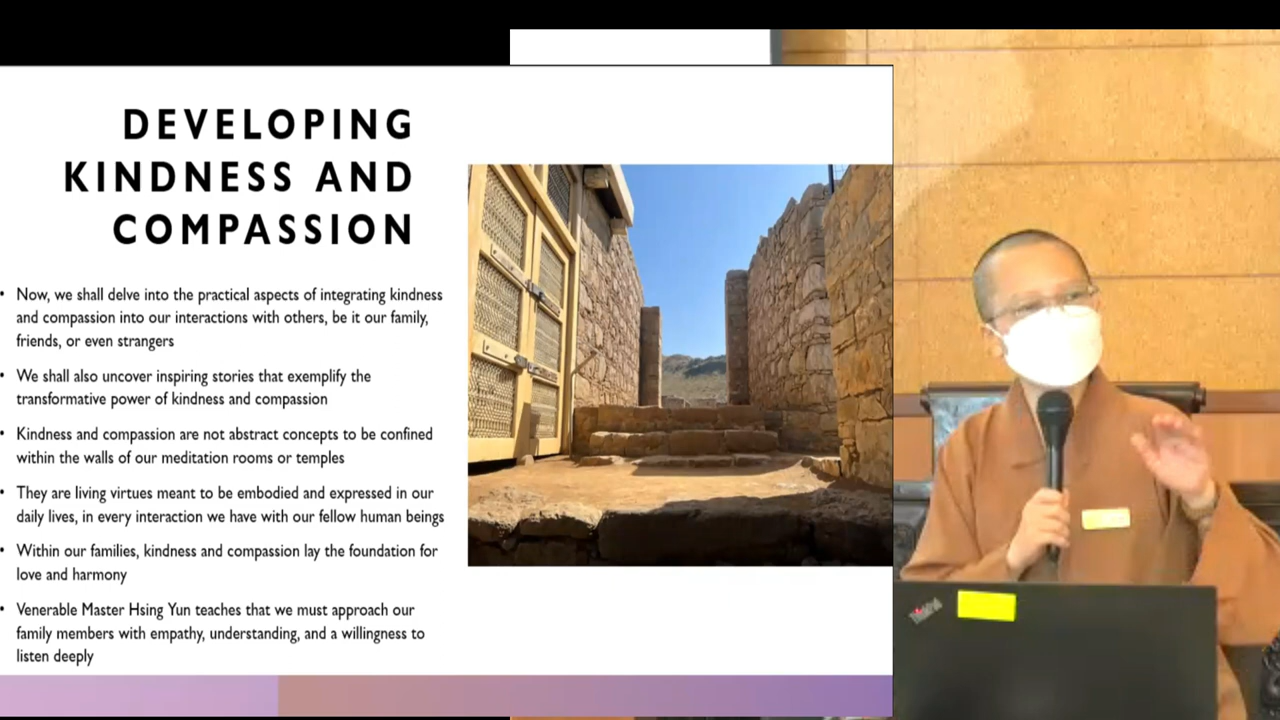 DEVELOPING
KINDNESS AND
COMPASSION
• Now, we shall delve into the practical aspects of integrating kindness
and compassion into our interactions with others, be it our family,
friends, or even strangers
• We shall also uncover inspiring stories that exemplify the
transformative power of kindness and compassion
• Kindness and compassion are not abstract concepts to be confined
within the walls of our meditation rooms or temples
• They are living virtues meant to be embodied and expressed in our
daily lives, in every interaction we have with our fellow human beings
• Within our families, kindness and compassion lay the foundation for
love and harmony
• Venerable Master Hsing Yun teaches that we must approach our
family members with empathy, understanding, and a willingness to
listen deeply
ThinkPad